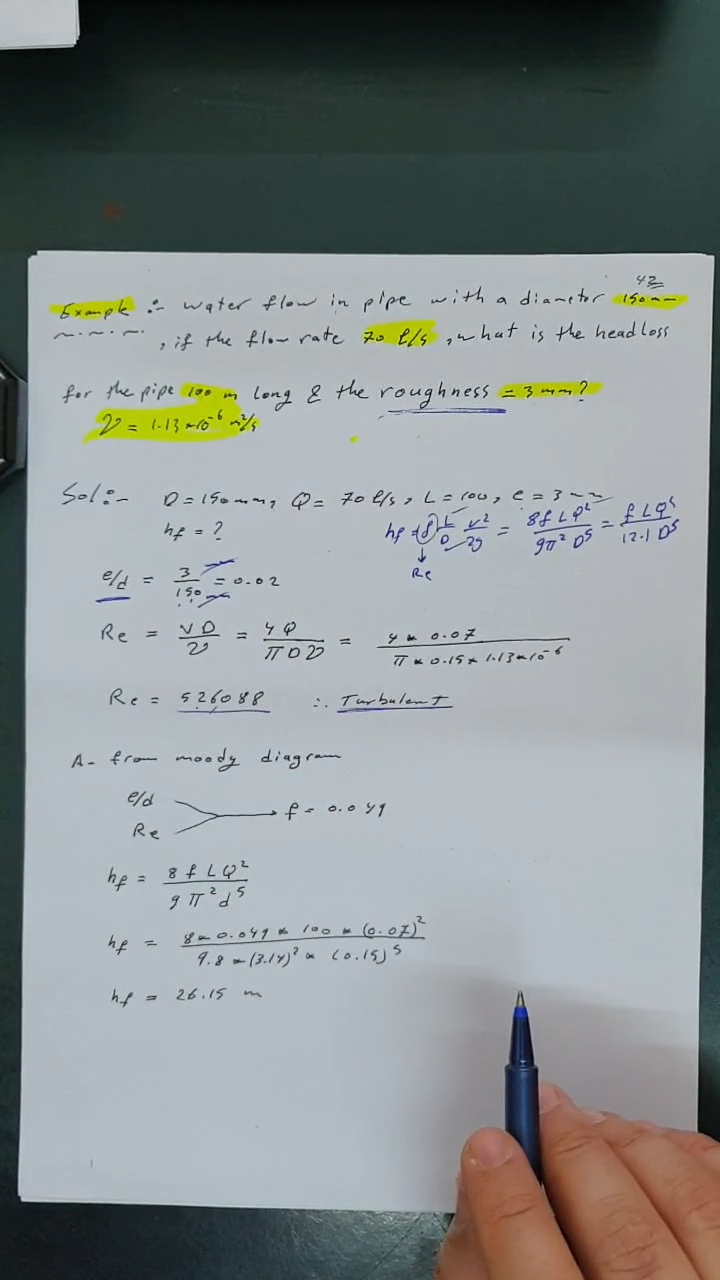 42
Example :- water flow in pipe with a diameter 150mm
, if the flow rate 70 l/s , what is the head loss
for the pipe 100 m long & the roughness = 3 mm?
ν = 1.13*10⁻⁶ m²/s
Sol:- D = 150mm, Q = 70 l/s, L = 100, e = 3 mm
hf = ? hf = f L/D V²/2g = 8fLQ²/gπ²D⁵ = fLQ²/12.1 D⁵
Re
e/d = 3/150 = 0.02
Re = VD/ν = 4Q/πDν = 4*0.07/π*0.15*1.13*10⁻⁶
Re = 526088 ∴ Turbulent
A- from moody diagram
e/d
f = 0.049
Re
hf = 8fLQ²/gπ²d⁵
hf = 8*0.049*100*(0.07)²/9.8*(3.14)²*(0.15)⁵
hf = 26.15 m